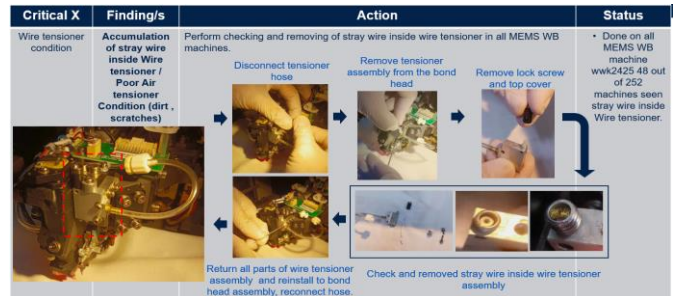 Critical X
Finding/s
Action
Status
Wire tensioner
condition
Accumulation
of stray wire
inside Wire
tensioner /
Poor Air
tensioner
Condition (dirt ,
scratches)
Perform checking and removing of stray wire inside wire tensioner in all MEMS WB
machines.
Disconnect tensioner
hose
Remove tensioner
assembly from the bond
head
Remove lock screw
and top cover
Return all parts of wire tensioner
assembly and reinstall to bond
head assembly, reconnect hose.
Check and removed stray wire inside wire tensioner
assembly
• Done on all
MEMS WB
machine
wwk2425 48 out
of 252
machines seen
stray wire inside
Wire tensioner.